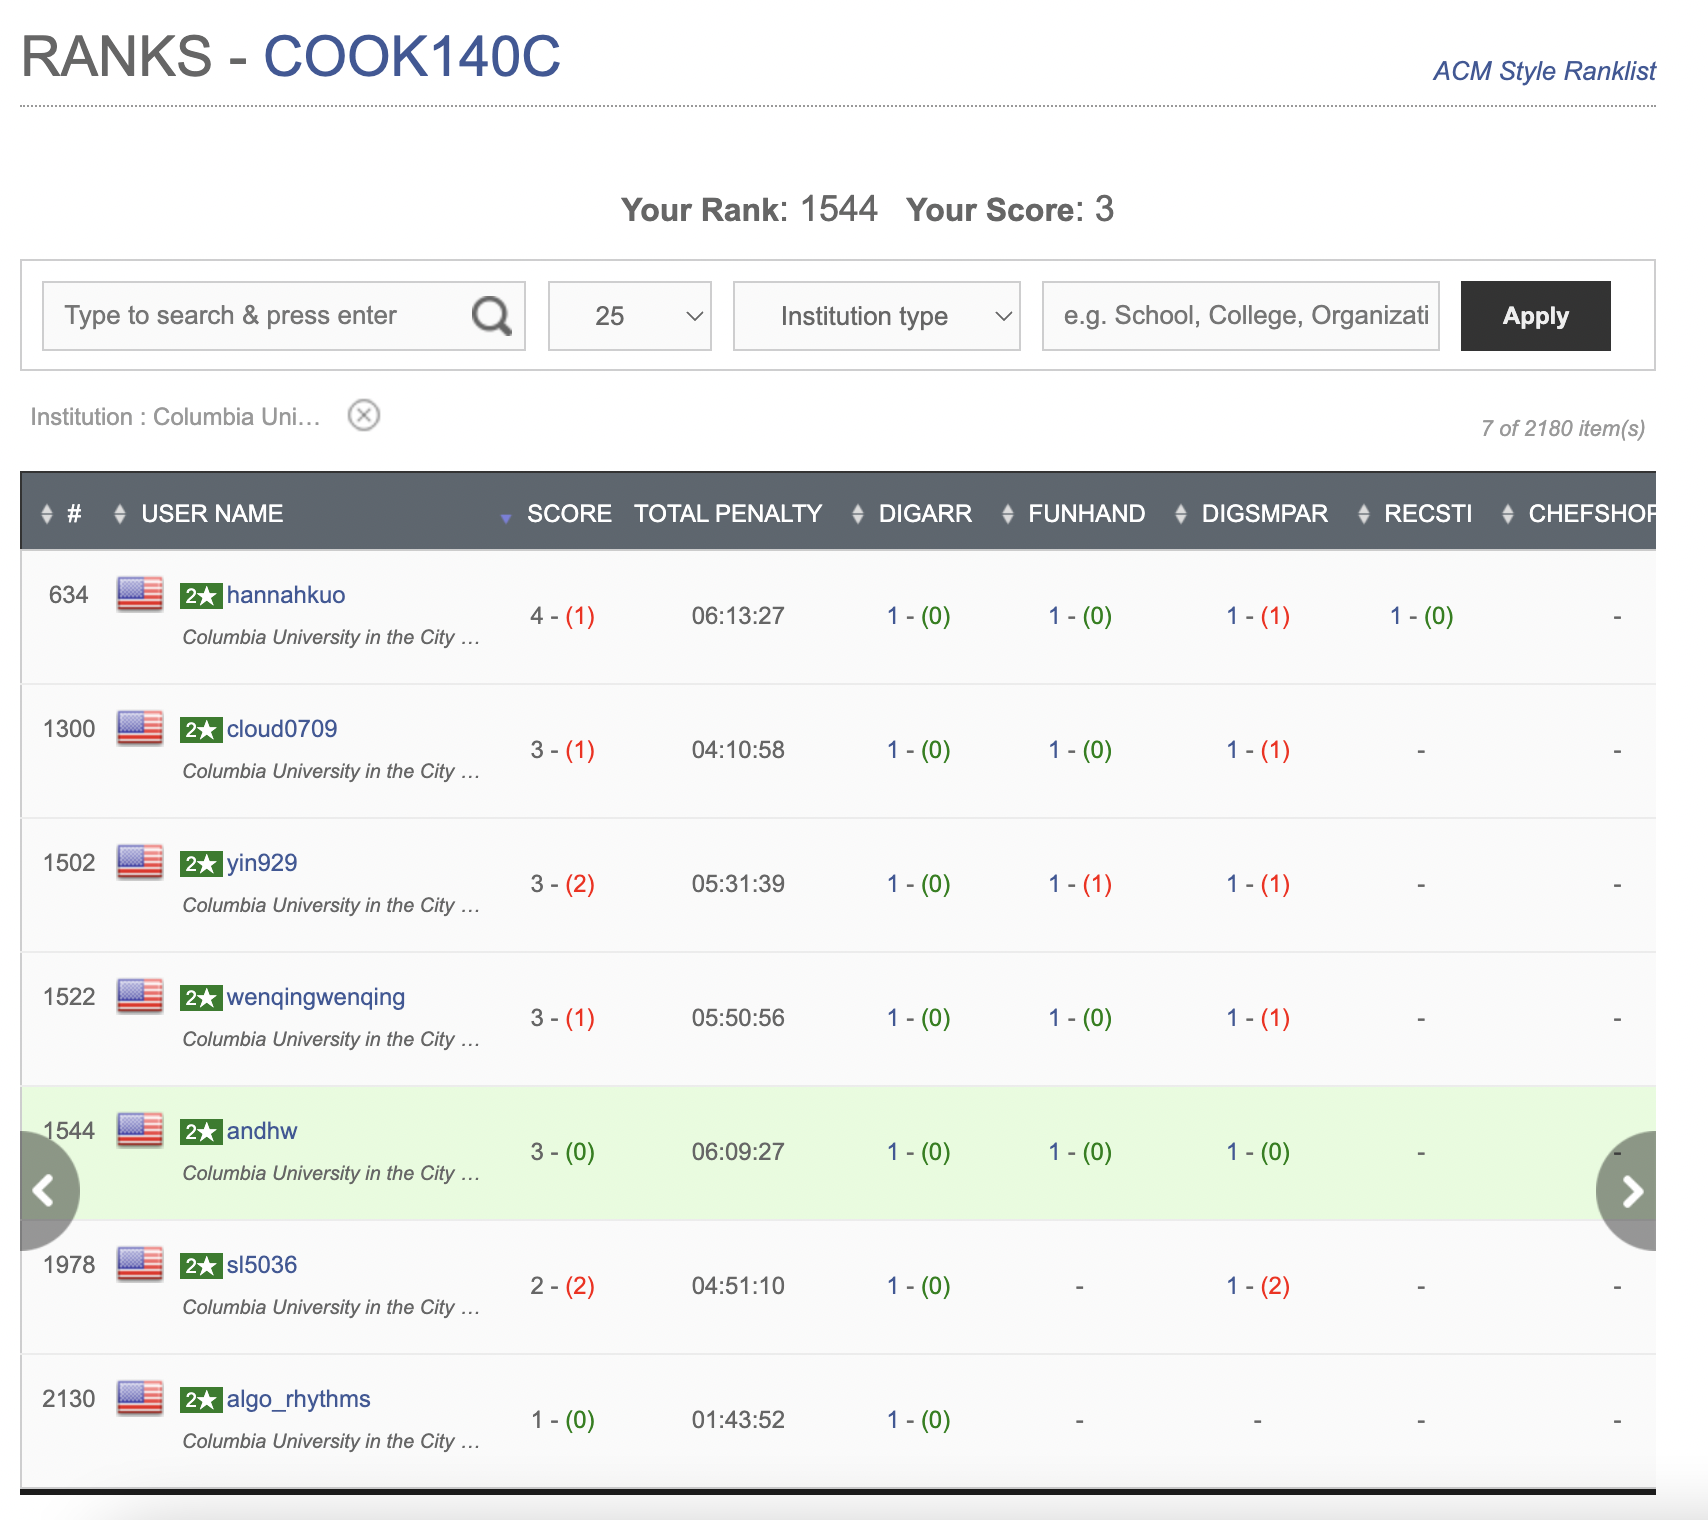 RANKS - COOK140C
ACM Style Ranklist
Your Rank: 1544 Your Score: 3
Type to search & press enter 25 Institution type e.g. School, College, Organizati Apply
Institution : Columbia Uni...
7 of 2180 item(s)
# USER NAME SCORE TOTAL PENALTY DIGARR FUNHAND DIGSMPAR RECSTI CHEFSHOP
634 2★ hannahkuo
Columbia University in the City ...
4 - (1) 06:13:27 1 - (0) 1 - (0) 1 - (1) 1 - (0) -
1300 2★ cloud0709
Columbia University in the City ...
3 - (1) 04:10:58 1 - (0) 1 - (0) 1 - (1) - -
1502 2★ yin929
Columbia University in the City ...
3 - (2) 05:31:39 1 - (0) 1 - (1) 1 - (1) - -
1522 2★ wenqingwenqing
Columbia University in the City ...
3 - (1) 05:50:56 1 - (0) 1 - (0) 1 - (1) - -
1544 2★ andhw
Columbia University in the City ...
3 - (0) 06:09:27 1 - (0) 1 - (0) 1 - (0) - -
1978 2★ sl5036
Columbia University in the City ...
2 - (2) 04:51:10 1 - (0) - 1 - (2) - -
2130 2★ algo_rhythms
Columbia University in the City ...
1 - (0) 01:43:52 1 - (0) - - - -